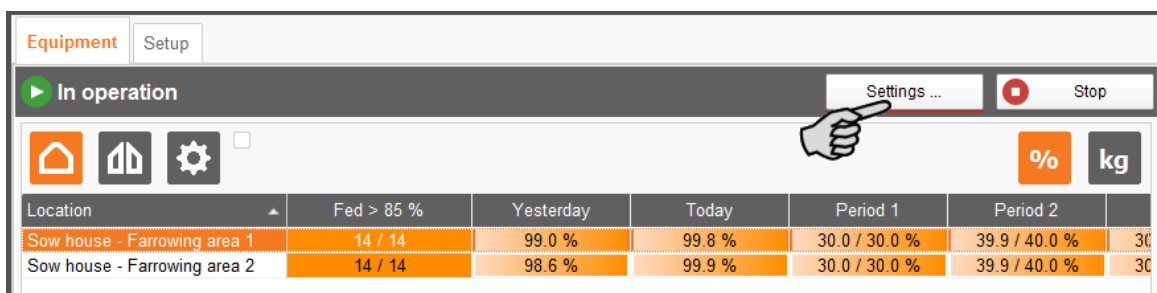 Equipment Setup
In operation Settings ... Stop
% kg
Location Fed > 85 % Yesterday Today Period 1 Period 2
Sow house - Farrowing area 1 14 / 14 99.0 % 99.8 % 30.0 / 30.0 % 39.9 / 40.0 % 30
Sow house - Farrowing area 2 14 / 14 98.6 % 99.9 % 30.0 / 30.0 % 39.9 / 40.0 % 30